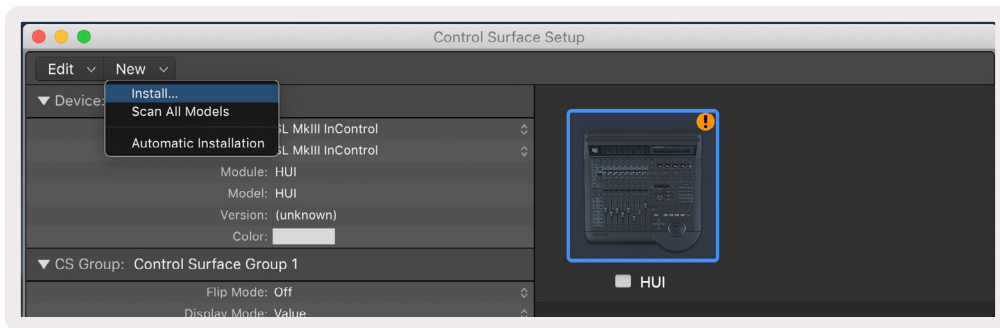 Control Surface Setup
Edit New
Install...
Scan All Models
Automatic Installation
Device:
SL MkIII InControl
SL MkIII InControl
Module: HUI
Model: HUI
Version: (unknown)
Color:
CS Group: Control Surface Group 1
Flip Mode: Off
Display Mode: Value
!
HUI